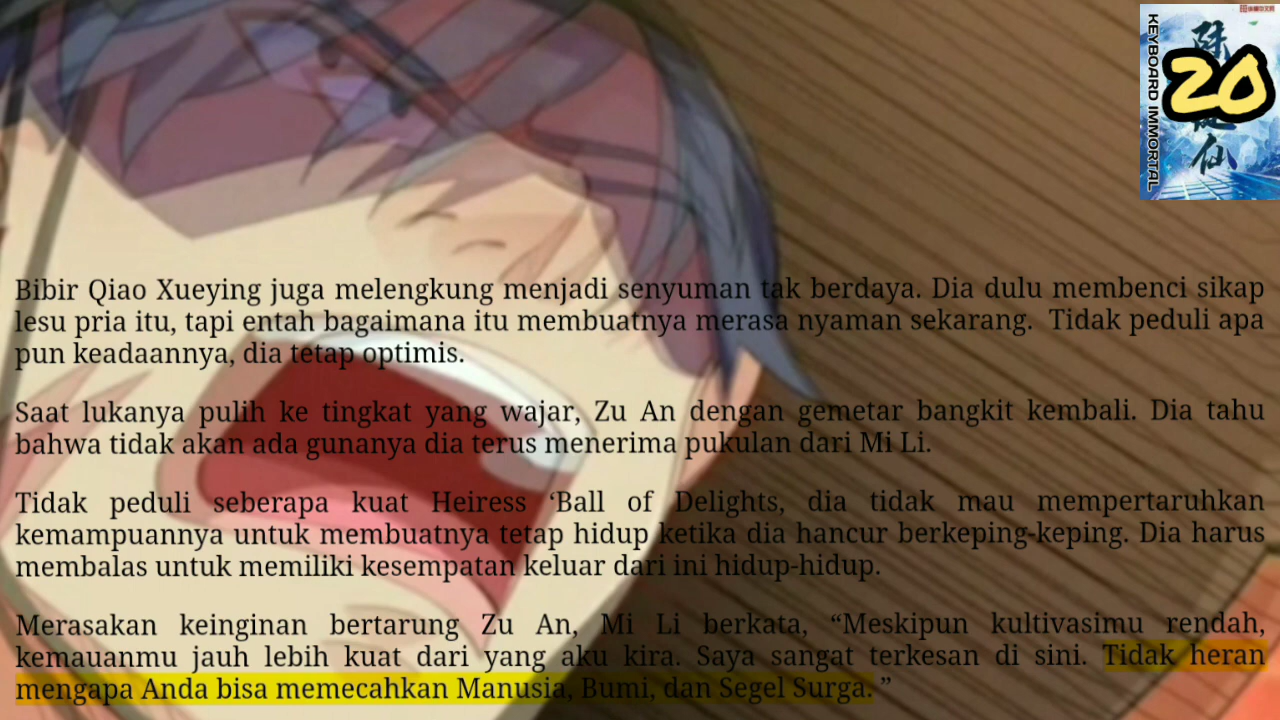 KEYBOARD IMMORTAL
20
Bibir Qiao Xueying juga melengkung menjadi senyuman tak berdaya. Dia dulu membenci sikap
lesu pria itu, tapi entah bagaimana itu membuatnya merasa nyaman sekarang. Tidak peduli apa
pun keadaannya, dia tetap optimis.
Saat lukanya pulih ke tingkat yang wajar, Zu An dengan gemetar bangkit kembali. Dia tahu
bahwa tidak akan ada gunanya dia terus menerima pukulan dari Mi Li.
Tidak peduli seberapa kuat Heiress ‘Ball of Delights, dia tidak mau mempertaruhkan
kemampuannya untuk membuatnya tetap hidup ketika dia hancur berkeping-keping. Dia harus
membalas untuk memiliki kesempatan keluar dari ini hidup-hidup.
Merasakan keinginan bertarung Zu An, Mi Li berkata, “Meskipun kultivasimu rendah,
kemauanmu jauh lebih kuat dari yang aku kira. Saya sangat terkesan di sini. Tidak heran
mengapa Anda bisa memecahkan Manusia, Bumi, dan Segel Surga. ”